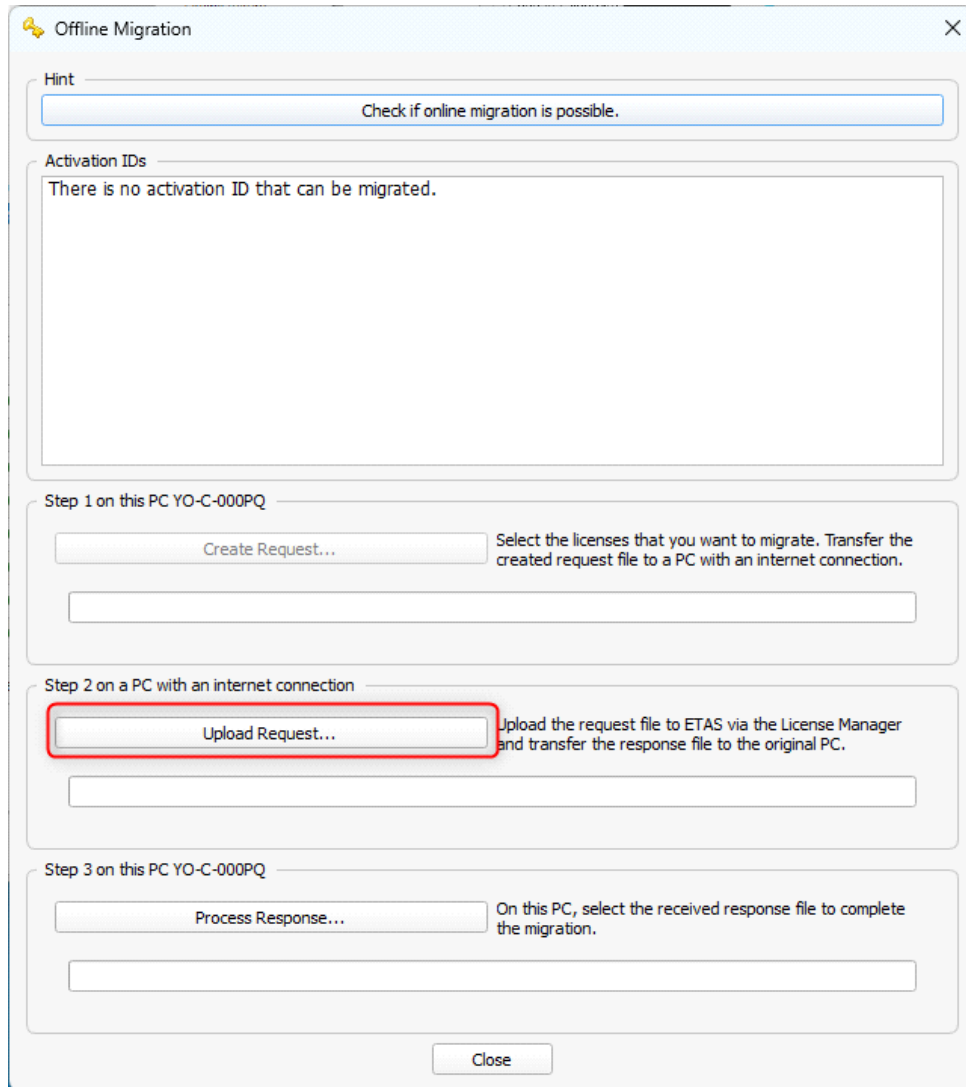 Offline Migration
Hint
Check if online migration is possible.
Activation IDs
There is no activation ID that can be migrated.
Step 1 on this PC YO-C-000PQ
Create Request...
Select the licenses that you want to migrate. Transfer the
created request file to a PC with an internet connection.
Step 2 on a PC with an internet connection
Upload Request...
Upload the request file to ETAS via the License Manager
and transfer the response file to the original PC.
Step 3 on this PC YO-C-000PQ
Process Response...
On this PC, select the received response file to complete
the migration.
Close